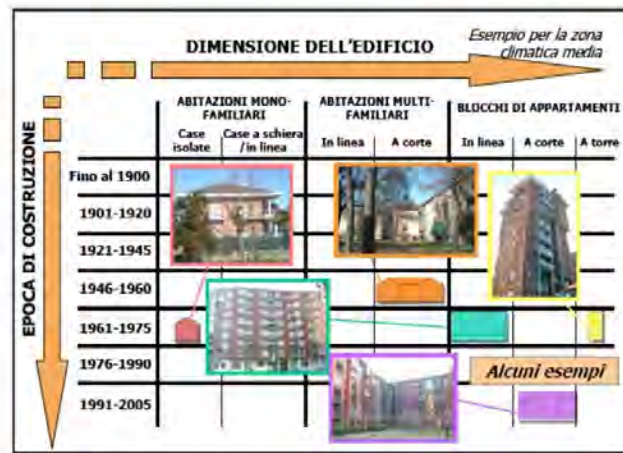 Esempio per la zona
climatica media
DIMENSIONE DELL'EDIFICIO
EPOCA DI COSTRUZIONE
ABITAZIONI MONO-
FAMILIARI
ABITAZIONI MULTI-
FAMILIARI
BLOCCHI DI APPARTAMENTI
Case
isolate
Case a schiera
/in linea
In linea
A corte
In linea
A corte
A torre
Fino al 1900
1901-1920
1921-1945
1946-1960
1961-1975
1976-1990
1991-2005
Alcuni esempi